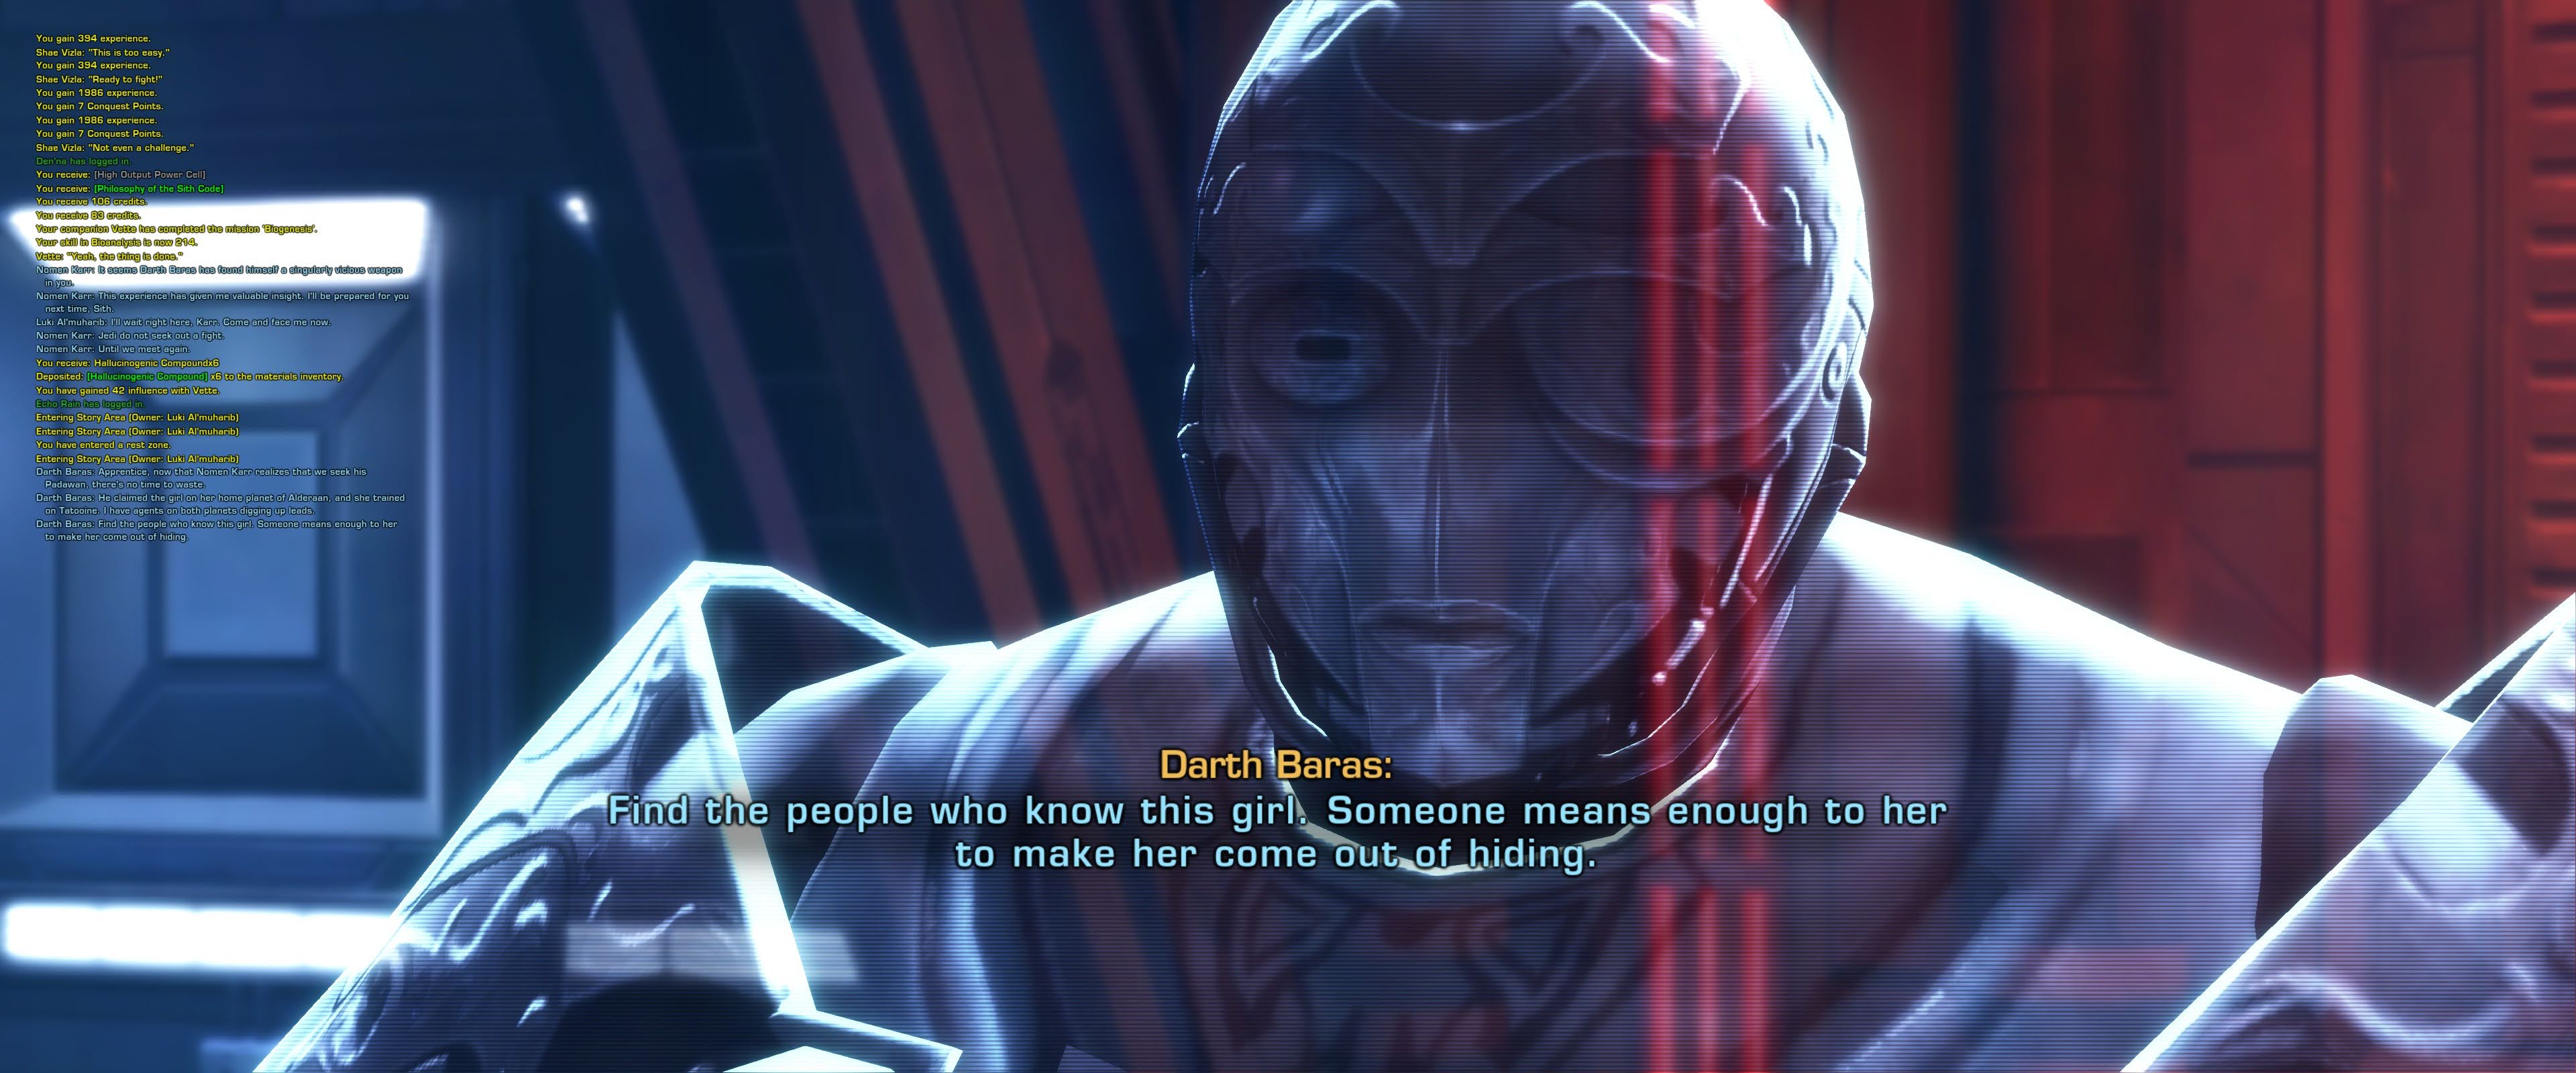 You gain 394 experience.
Shae Vizla: "This is too easy."
You gain 394 experience.
Shae Vizla: "Ready to fight!"
You gain 1986 experience.
You gain 7 Conquest Points.
You gain 1986 experience.
You gain 7 Conquest Points.
Shae Vizla: "Not even a challenge."
Den'na has logged in.
You receive: [High Output Power Cell]
You receive: [Philosophy of the Sith Code]
You receive 106 credits.
You receive 83 credits.
Your companion Vette has completed the mission 'Biogenesis'.
Your skill in Bioanalysis is now 214.
Vette: "Yeah, the thing is done."
Nomen Karr: It seems Darth Baras has found himself a singularly vicious weapon
in you.
Nomen Karr: This experience has given me valuable insight. I'll be prepared for you
next time, Sith.
Luki Al'muharib: I'll wait right here, Karr. Come and face me now.
Nomen Karr: Jedi do not seek out a fight.
Nomen Karr: Until we meet again.
You receive: Hallucinogenic Compoundx6
Deposited: [Hallucinogenic Compound] x6 to the materials inventory.
You have gained 42 influence with Vette.
Echo Rain has logged in.
Entering Story Area (Owner: Luki Al'muharib)
Entering Story Area (Owner: Luki Al'muharib)
You have entered a rest zone.
Entering Story Area (Owner: Luki Al'muharib)
Darth Baras: Apprentice, now that Nomen Karr realizes that we seek his
Padawan, there's no time to waste.
Darth Baras: He claimed the girl on her home planet of Alderaan, and she trained
on Tatooine. I have agents on both planets digging up leads.
Darth Baras: Find the people who know this girl. Someone means enough to her
to make her come out of hiding.
Darth Baras:
Find the people who know this girl. Someone means enough to her
to make her come out of hiding.